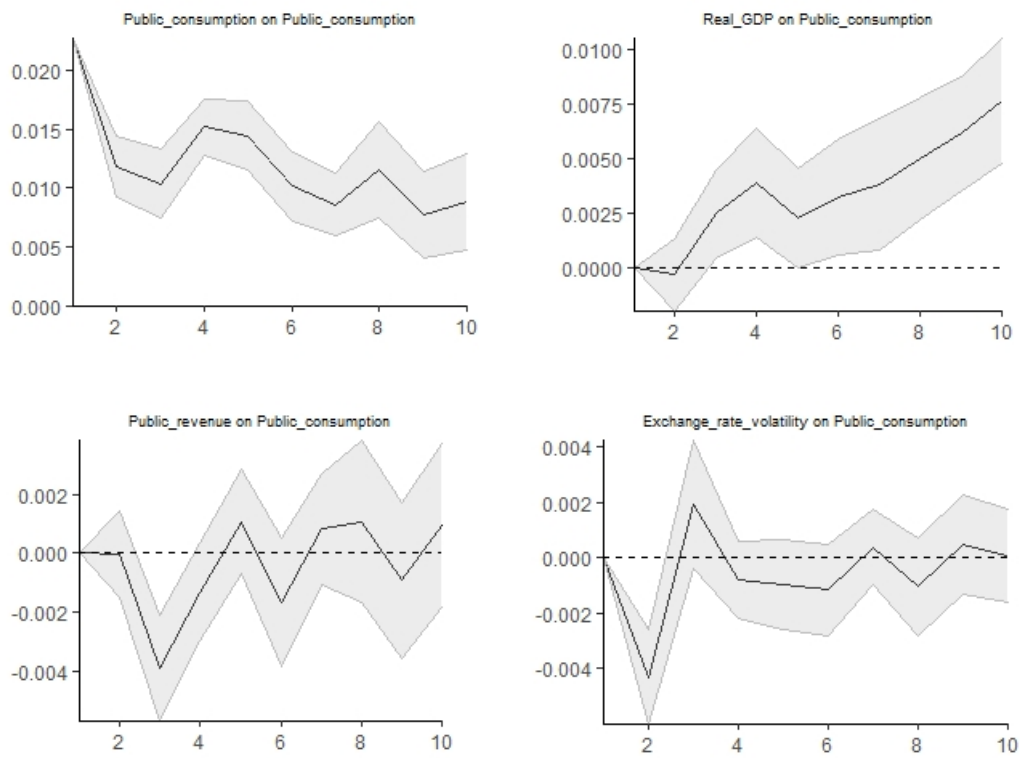 Public_consumption on Public_consumption
0.020
0.015
0.010
0.005
0.000
2 4 6 8 10
Real_GDP on Public_consumption
0.0100
0.0075
0.0050
0.0025
0.0000
2 4 6 8 10
Public_revenue on Public_consumption
0.002
0.000
-0.002
-0.004
2 4 6 8 10
Exchange_rate_volatility on Public_consumption
0.004
0.002
0.000
-0.002
-0.004
2 4 6 8 10